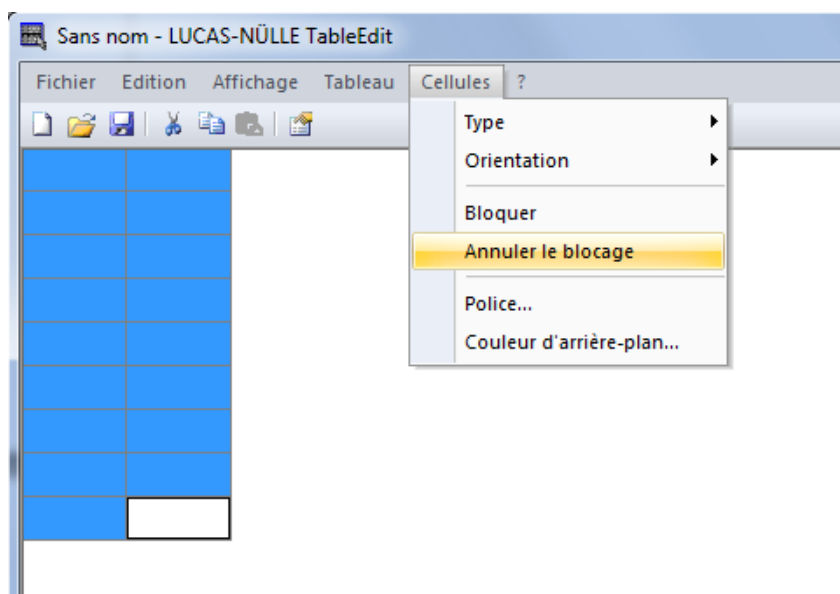 Sans nom - LUCAS-NÜLLE TableEdit
Fichier Edition Affichage Tableau Cellules ?
Type
Orientation
Bloquer
Annuler le blocage
Police...
Couleur d'arrière-plan...